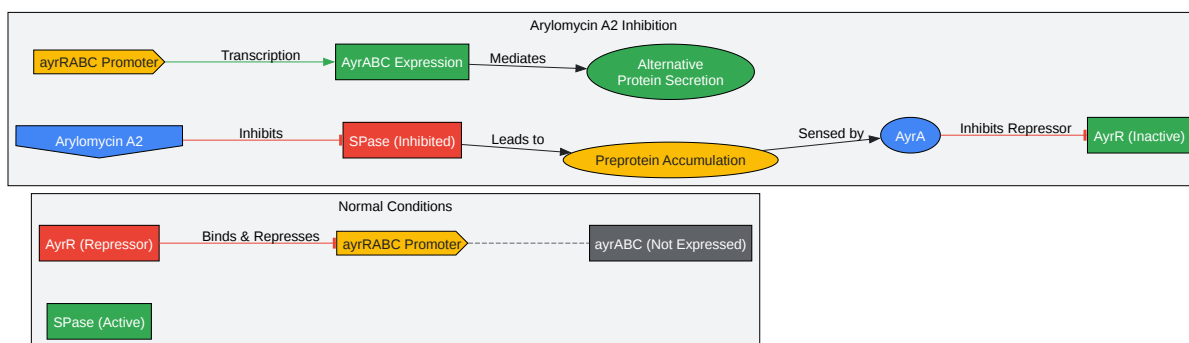 Arylomycin A2 Inhibition
ayrRABC Promoter
Transcription
AyrABC Expression
Mediates
Alternative
Protein Secretion
Arylomycin A2
Inhibits
SPase (Inhibited)
Leads to
Preprotein Accumulation
Sensed by
AyrA
Inhibits Repressor
AyrR (Inactive)
Normal Conditions
AyrR (Repressor)
Binds & Represses
ayrRABC Promoter
ayrABC (Not Expressed)
SPase (Active)